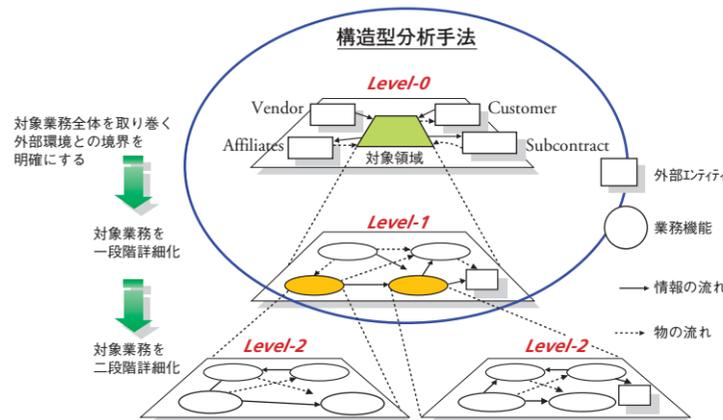 構造型分析手法
Level-0
Vendor
Customer
Affiliates
Subcontract
対象領域
対象業務全体を取り巻く
外部環境との境界を
明確にする
外部エンティティ
業務機能
Level-1
対象業務を
一段階詳細化
情報の流れ
物の流れ
対象業務を
二段階詳細化
Level-2
Level-2